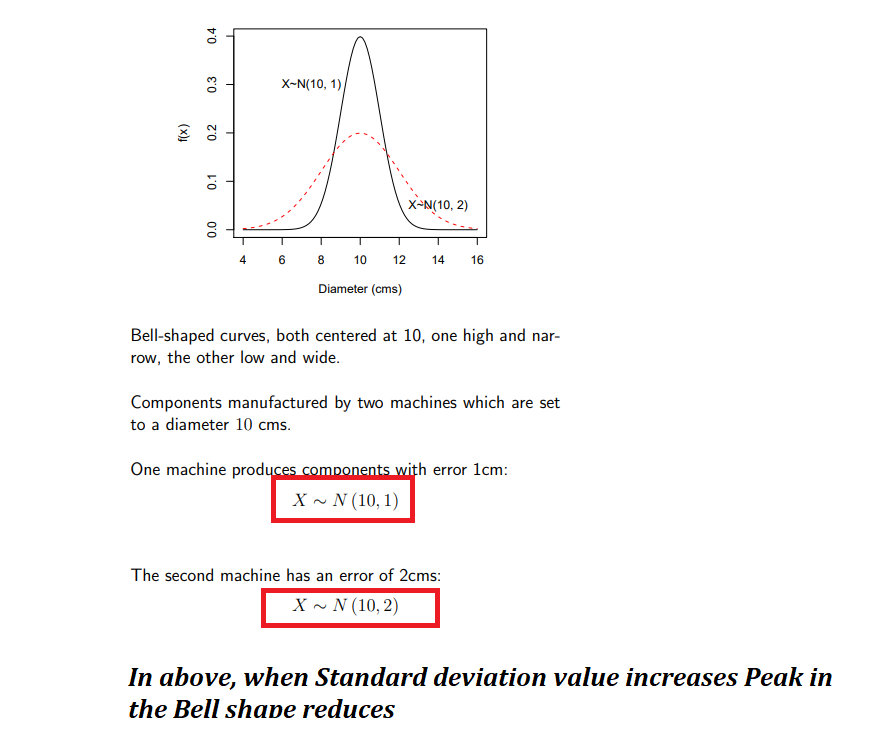 0.4
0.3
0.2
0.1
0.0
f(x)
X~N(10, 1)
X~N(10, 2)
4 6 8 10 12 14 16
Diameter (cms)
Bell-shaped curves, both centered at 10, one high and nar-
row, the other low and wide.
Components manufactured by two machines which are set
to a diameter 10 cms.
One machine produces components with error 1cm:
X ∼ N (10, 1)
The second machine has an error of 2cms:
X ∼ N (10, 2)
In above, when Standard deviation value increases Peak in
the Bell shape reduces